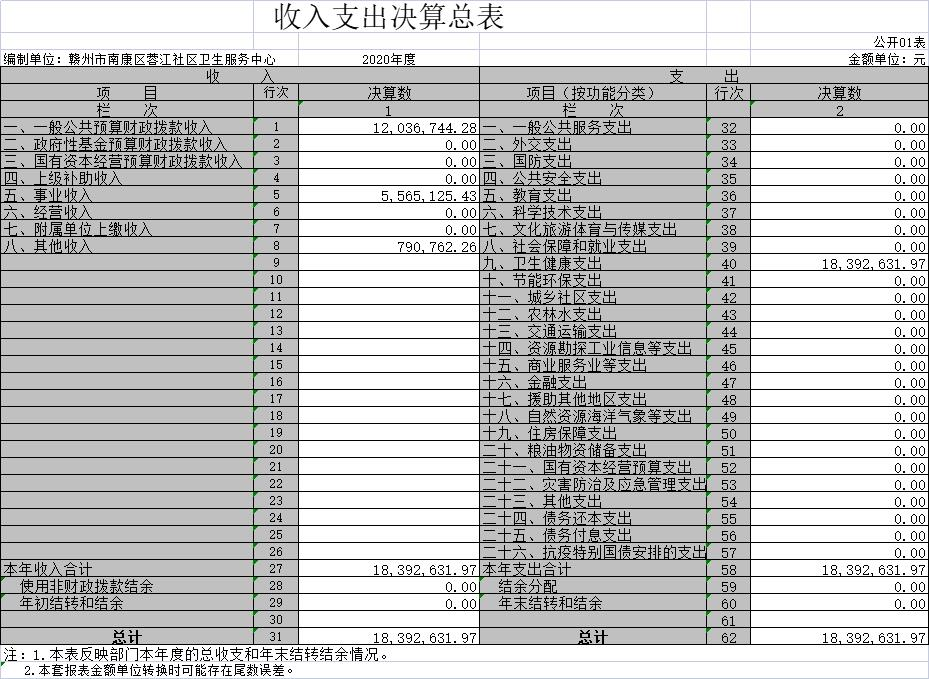 收入支出决算总表
公开01表
编制单位：赣州市南康区蓉江社区卫生服务中心 2020年度 金额单位：元
收 入 支 出
项 目 行次 决算数 项目（按功能分类） 行次 决算数
栏 次 1 栏 次 2
一、一般公共预算财政拨款收入 1 12,036,744.28 一、一般公共服务支出 32 0.00
二、政府性基金预算财政拨款收入 2 0.00 二、外交支出 33 0.00
三、国有资本经营预算财政拨款收入 3 0.00 三、国防支出 34 0.00
四、上级补助收入 4 0.00 四、公共安全支出 35 0.00
五、事业收入 5 5,565,125.43 五、教育支出 36 0.00
六、经营收入 6 0.00 六、科学技术支出 37 0.00
七、附属单位上缴收入 7 0.00 七、文化旅游体育与传媒支出 38 0.00
八、其他收入 8 790,762.26 八、社会保障和就业支出 39 0.00
9 九、卫生健康支出 40 18,392,631.97
10 十、节能环保支出 41 0.00
11 十一、城乡社区支出 42 0.00
12 十二、农林水支出 43 0.00
13 十三、交通运输支出 44 0.00
14 十四、资源勘探工业信息等支出 45 0.00
15 十五、商业服务业等支出 46 0.00
16 十六、金融支出 47 0.00
17 十七、援助其他地区支出 48 0.00
18 十八、自然资源海洋气象等支出 49 0.00
19 十九、住房保障支出 50 0.00
20 二十、粮油物资储备支出 51 0.00
21 二十一、国有资本经营预算支出 52 0.00
22 二十二、灾害防治及应急管理支出 53 0.00
23 二十三、其他支出 54 0.00
24 二十四、债务还本支出 55 0.00
25 二十五、债务付息支出 56 0.00
26 二十六、抗疫特别国债安排的支出 57 0.00
本年收入合计 27 18,392,631.97 本年支出合计 58 18,392,631.97
使用非财政拨款结余 28 0.00 结余分配 59 0.00
年初结转和结余 29 0.00 年末结转和结余 60 0.00
30 61
总计 31 18,392,631.97 总计 62 18,392,631.97
注：1.本表反映部门本年度的总收支和年末结转结余情况。
2.本套报表金额单位转换时可能存在尾数误差。